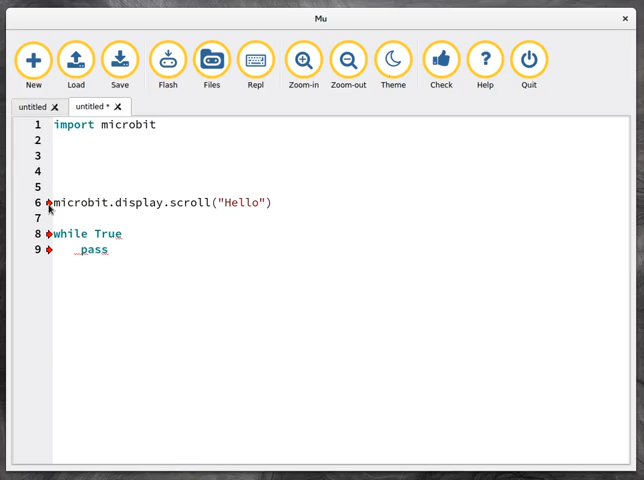 Mu
New Load Save Flash Files Repl Zoom-in Zoom-out Theme Check Help Quit
untitled untitled *
1 import microbit
2
3
4
5
6 microbit.display.scroll("Hello")
7
8 while True
9 pass